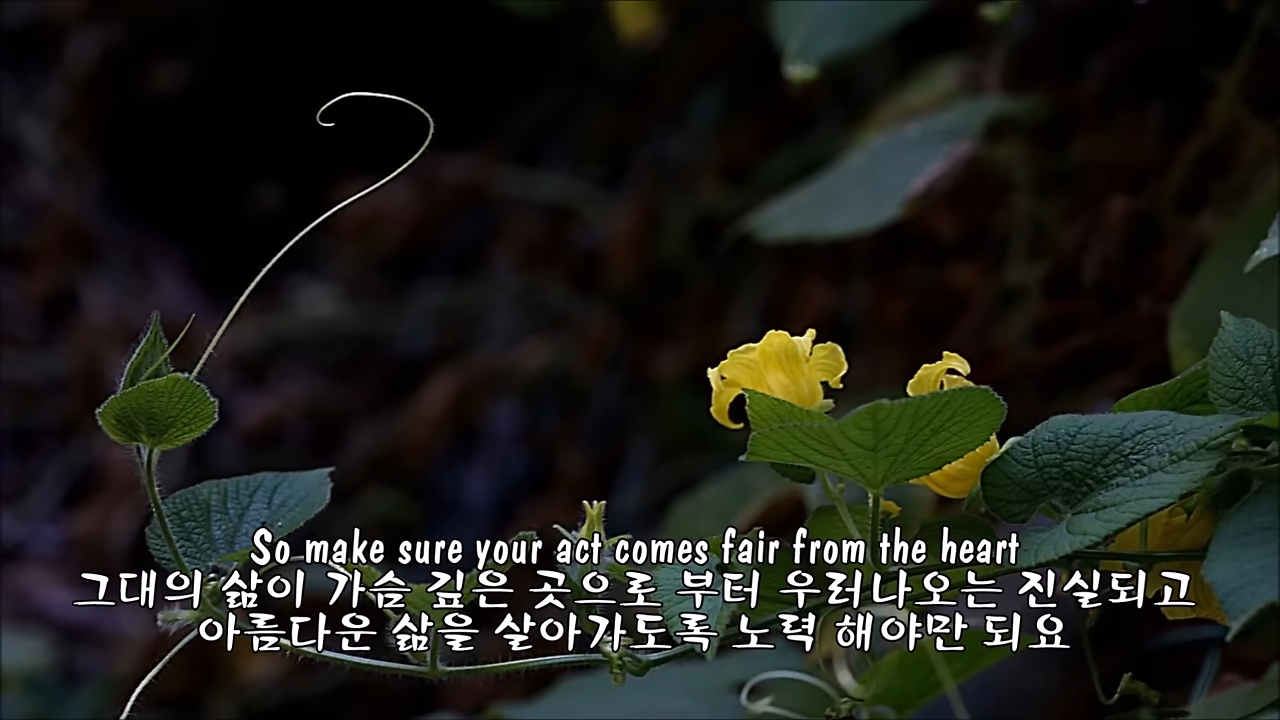 So make sure your act comes fair from the heart
그대의 삶이 가슴 깊은 곳으로 부터 우러나오는 진실되고
아름다운 삶을 살아가도록 노력 해야만 되요